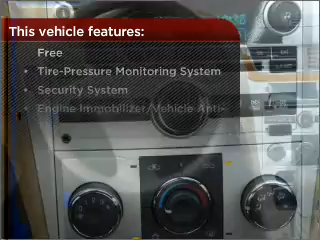 This vehicle features:
Free
• Tire-Pressure Monitoring System
• Security System
• Engine Immobilizer/Vehicle Anti-